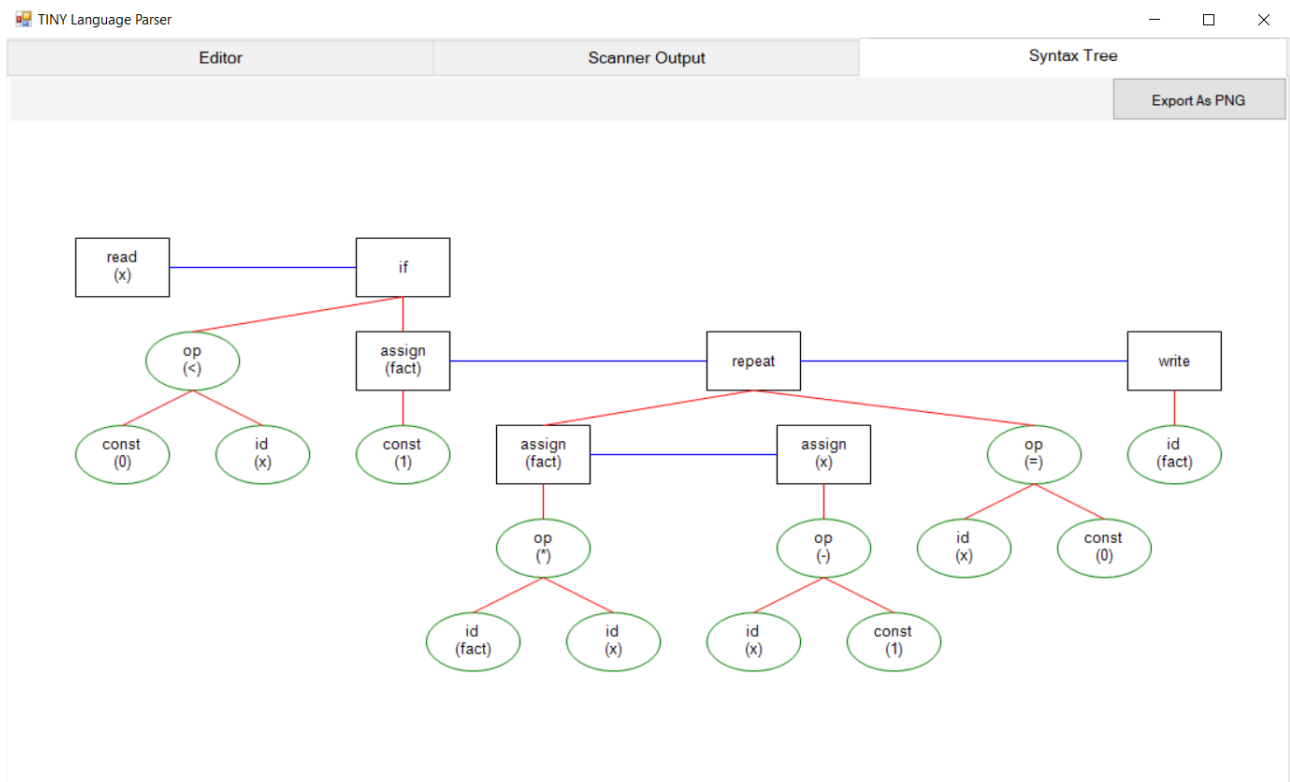 TINY Language Parser
Editor
Scanner Output
Syntax Tree
Export As PNG
read
(x)
if
op
(<)
assign
(fact)
repeat
write
const
(0)
id
(x)
const
(1)
assign
(fact)
assign
(x)
op
(=)
id
(fact)
op
(*)
op
(-)
id
(x)
const
(0)
id
(fact)
id
(x)
id
(x)
const
(1)